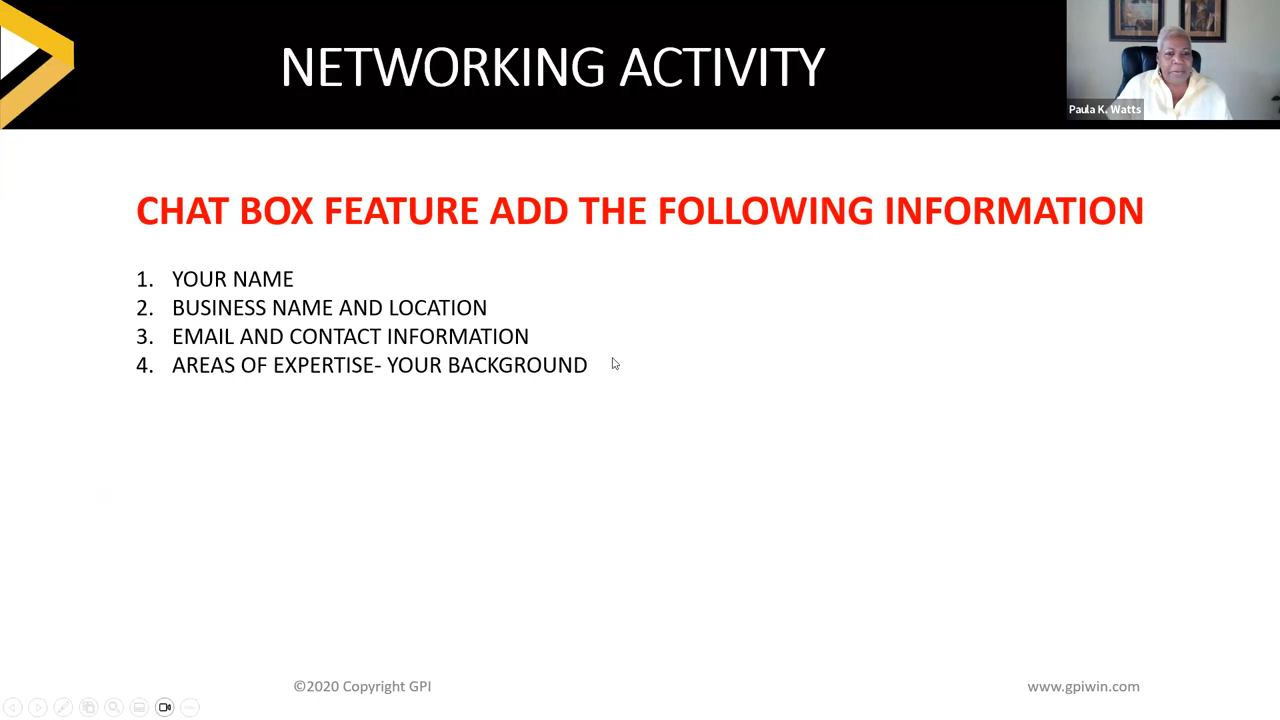 NETWORKING ACTIVITY
Paula K. Watts
CHAT BOX FEATURE ADD THE FOLLOWING INFORMATION
1. YOUR NAME
2. BUSINESS NAME AND LOCATION
3. EMAIL AND CONTACT INFORMATION
4. AREAS OF EXPERTISE- YOUR BACKGROUND
©2020 Copyright GPI
www.gpiwin.com